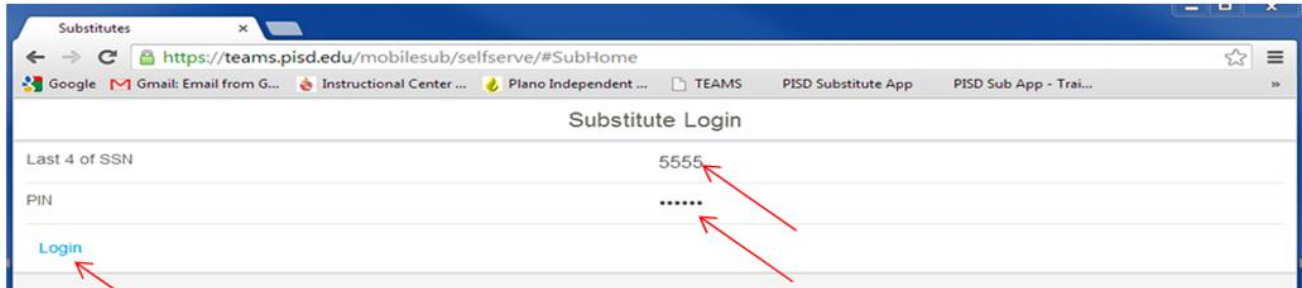 Substitutes
https://teams.pisd.edu/mobilesub/selfserve/#SubHome
Google Gmail: Email from G... Instructional Center ... Plano Independent ... TEAMS PISD Substitute App PISD Sub App - Trai... »
Substitute Login
Last 4 of SSN 5555
PIN ••••••
Login